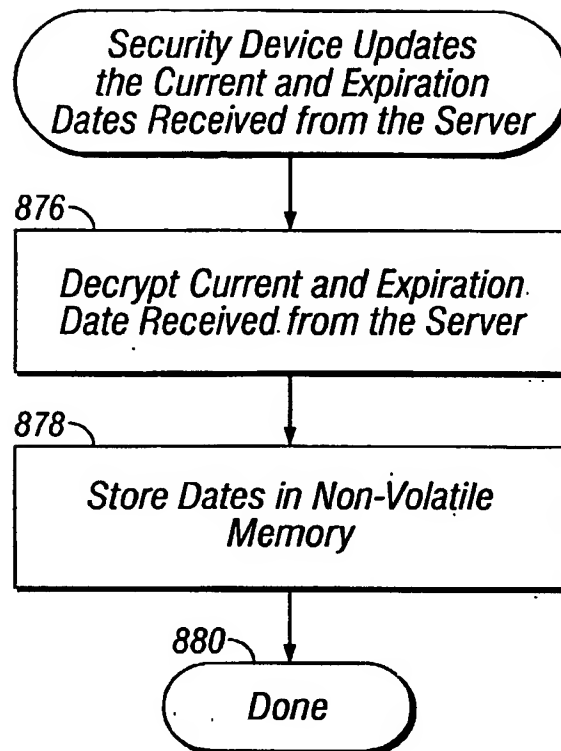 Security Device Updates
the Current and Expiration
Dates Received from the Server
876
Decrypt Current and Expiration
Date Received from the Server
878
Store Dates in Non-Volatile
Memory
880
Done